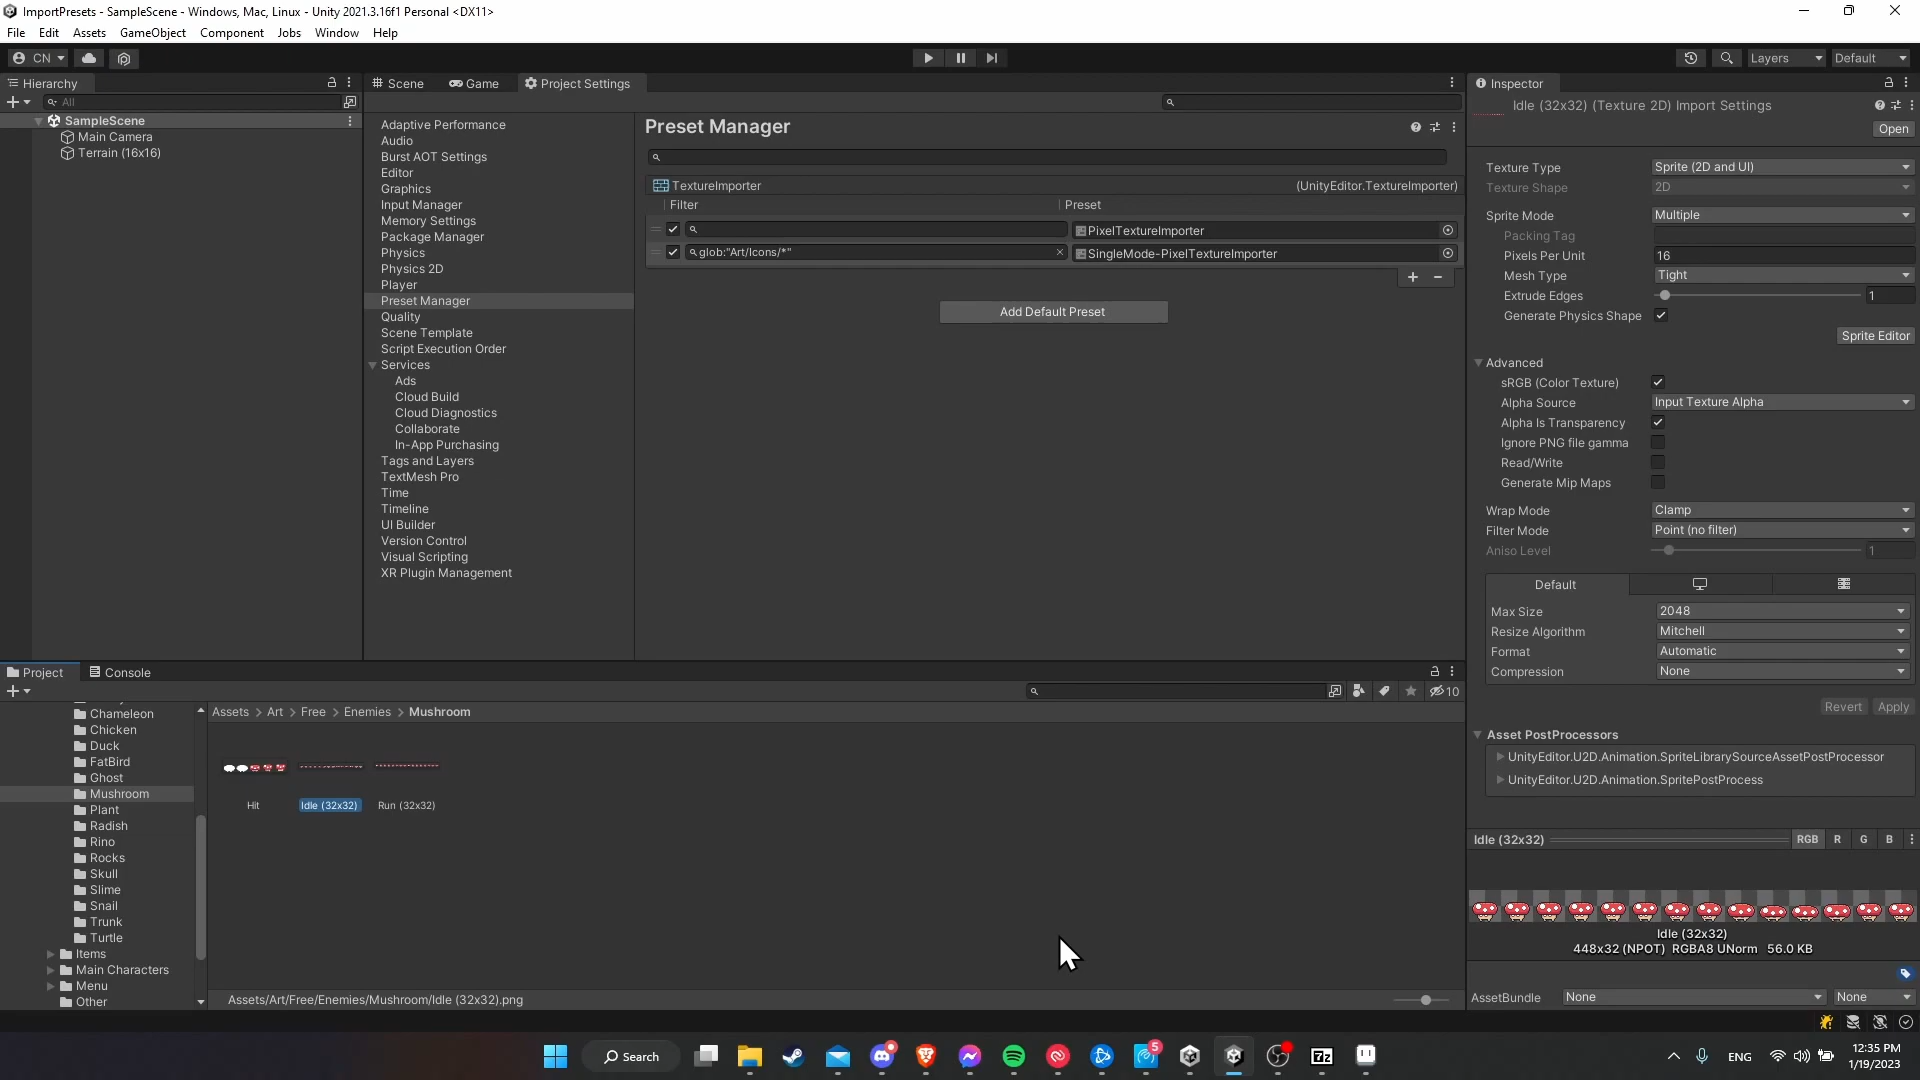 ImportPresets - SampleScene - Windows, Mac, Linux - Unity 2021.3.16f1 Personal <DX11>
File Edit Assets GameObject Component Jobs Window Help
CN Layers Default
Hierarchy
All
SampleScene
Main Camera
Terrain (16x16)
Scene Game Project Settings
Adaptive Performance
Audio
Burst AOT Settings
Editor
Graphics
Input Manager
Memory Settings
Package Manager
Physics
Physics 2D
Player
Preset Manager
Quality
Scene Template
Script Execution Order
Services
Ads
Cloud Build
Cloud Diagnostics
Collaborate
In-App Purchasing
Tags and Layers
TextMesh Pro
Time
Timeline
UI Builder
Version Control
Visual Scripting
XR Plugin Management
Preset Manager
TextureImporter (UnityEditor.TextureImporter)
Filter Preset
PixelTextureImporter
glob:"Art/Icons/*" SingleMode-PixelTextureImporter
Add Default Preset
Inspector
Idle (32x32) (Texture 2D) Import Settings
Open
Texture Type Sprite (2D and UI)
Texture Shape 2D
Sprite Mode Multiple
Packing Tag
Pixels Per Unit 16
Mesh Type Tight
Extrude Edges 1
Generate Physics Shape
Sprite Editor
Advanced
sRGB (Color Texture)
Alpha Source Input Texture Alpha
Alpha Is Transparency
Ignore PNG file gamma
Read/Write
Generate Mip Maps
Wrap Mode Clamp
Filter Mode Point (no filter)
Aniso Level 1
Default
Max Size 2048
Resize Algorithm Mitchell
Format Automatic
Compression None
Revert Apply
Asset PostProcessors
UnityEditor.U2D.Animation.SpriteLibrarySourceAssetPostProcessor
UnityEditor.U2D.Animation.SpritePostProcess
Idle (32x32) RGB R G B
Idle (32x32)
448x32 (NPOT) RGBA8 UNorm 56.0 KB
AssetBundle None None
Project Console
10
Chameleon
Chicken
Duck
FatBird
Ghost
Mushroom
Plant
Radish
Rino
Rocks
Skull
Slime
Snail
Trunk
Turtle
Items
Main Characters
Menu
Other
Assets > Art > Free > Enemies > Mushroom
Hit Idle (32x32) Run (32x32)
Assets/Art/Free/Enemies/Mushroom/Idle (32x32).png
Search 5 7z ENG 12:35 PM
1/19/2023